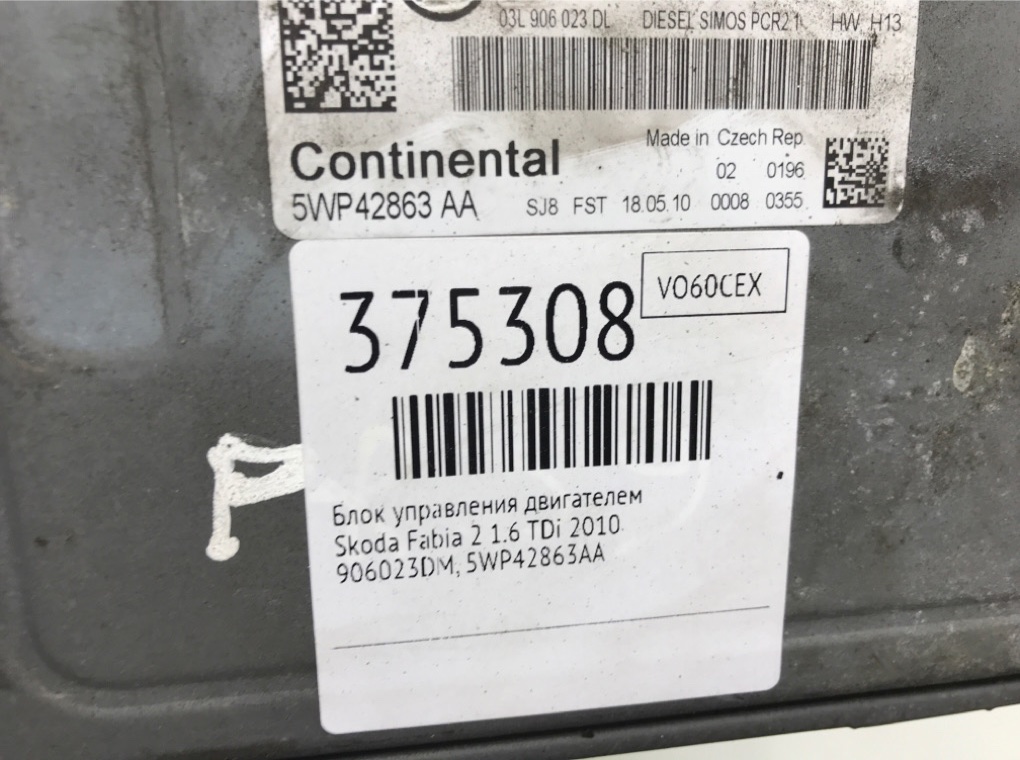 03L 906 023 DL DIESEL SIMOS PCR2.1 HW H13
Continental
Made in Czech Rep.
02 0196
5WP42863 AA SJ8 FST 18.05.10 0008 0355
375308
VO60CEX
Блок управления двигателем
Skoda Fabia 2 1.6 TDi 2010
906023DM, 5WP42863AA